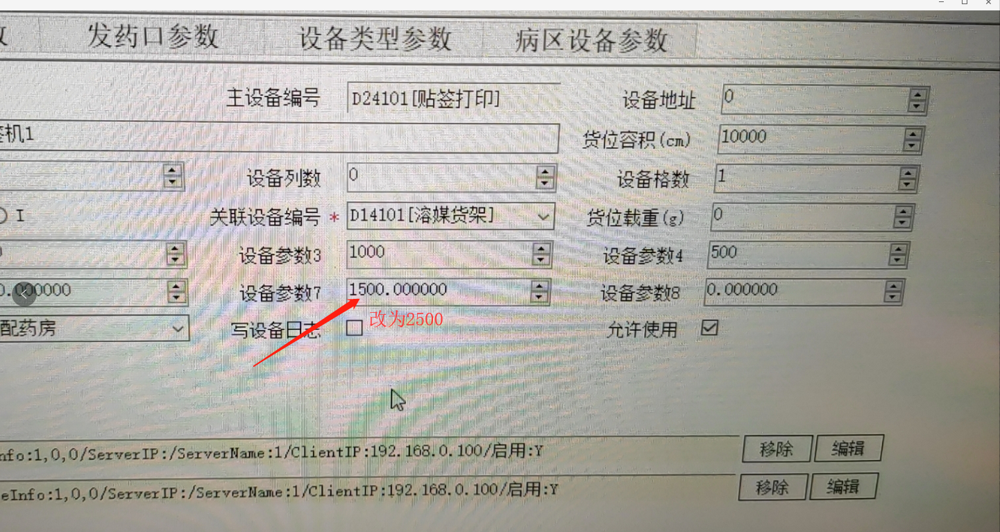 发药口参数 设备类型参数 病区设备参数
主设备编号 D24101[贴签打印] 设备地址 0
机1 货位容积(cm) 10000
设备列数 0 设备格数 1
I 关联设备编号 * D14101[溶媒货架] 货位载重(g) 0
设备参数3 1000 设备参数4 500
0.000000 设备参数7 1500.000000 设备参数8 0.000000
改为2500
配药房 写设备日志 允许使用
nfo:1,0,0/ServerIP:/ServerName:1/ClientIP:192.168.0.100/启用:Y 移除 编辑
eInfo:1,0,0/ServerIP:/ServerName:1/ClientIP:192.168.0.100/启用:Y 移除 编辑